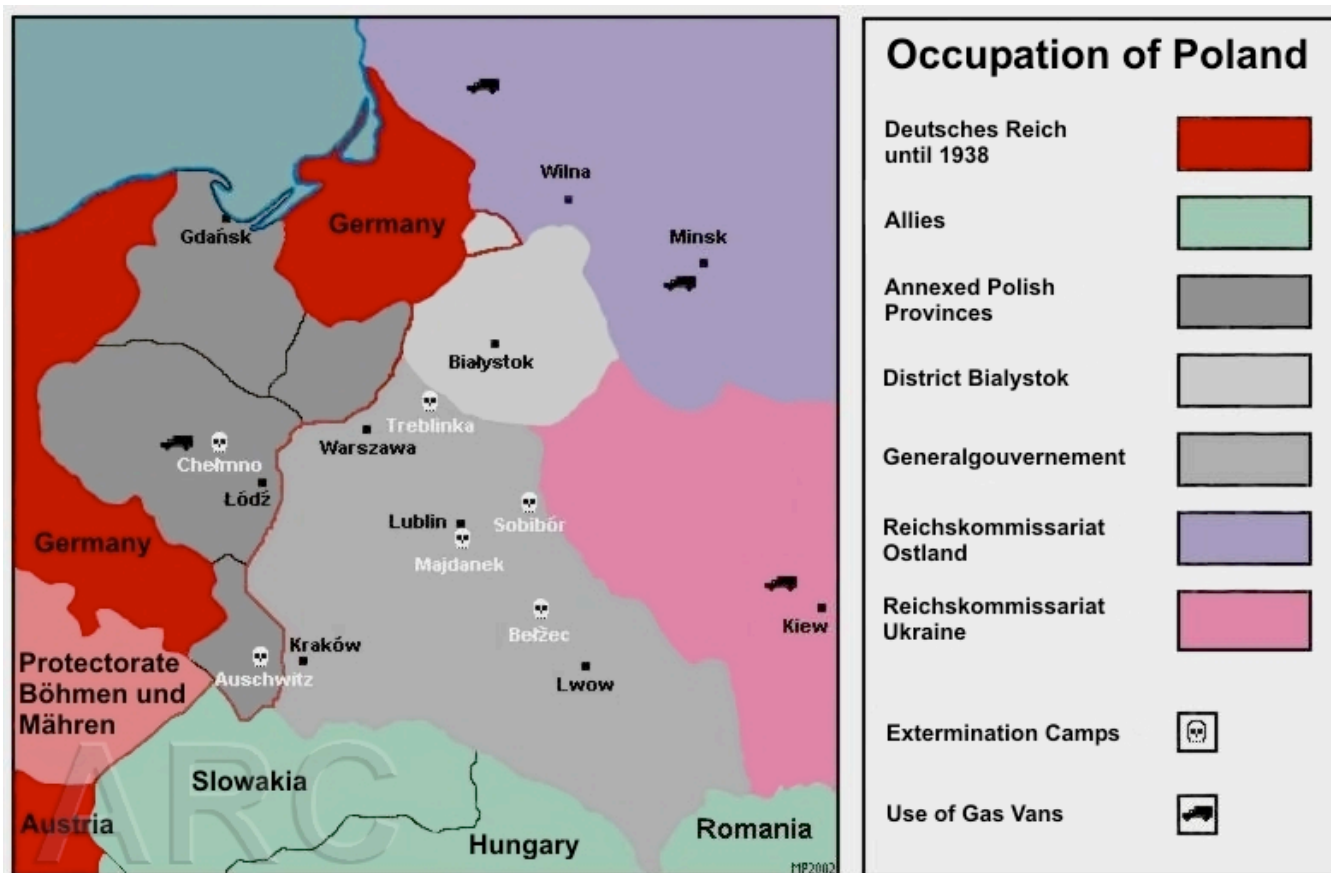 Wilna
Gdańsk
Germany
Minsk
Białystok
Treblinka
Warszawa
Chełmno
Łódź
Lublin
Sobibór
Germany
Majdanek
Kiew
Bełżec
Kraków
Protectorate
Böhmen und
Mähren
Auschwitz
Lwow
Slowakia
Austria
Hungary
Romania
ARC
MP2002
Occupation of Poland
Deutsches Reich
until 1938
Allies
Annexed Polish
Provinces
District Bialystok
Generalgouvernement
Reichskommissariat
Ostland
Reichskommissariat
Ukraine
Extermination Camps
Use of Gas Vans